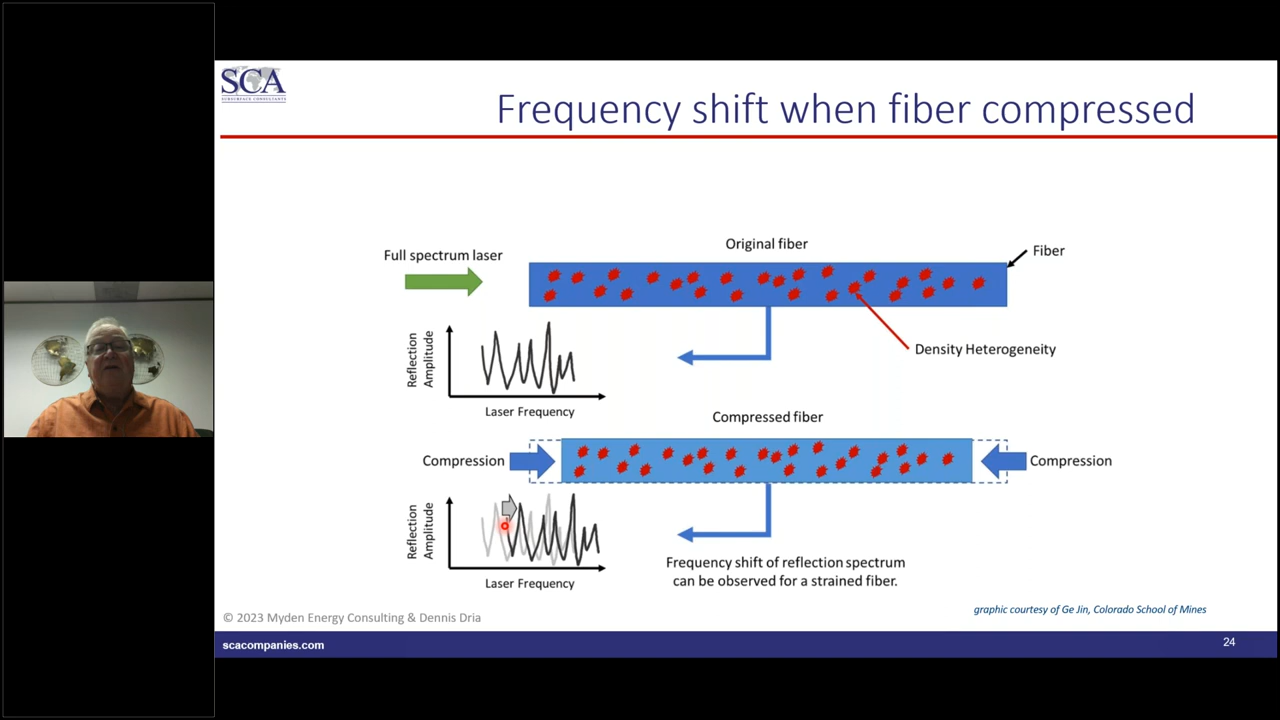 SCA
SUBSURFACE CONSULTANTS
Frequency shift when fiber compressed
Original fiber
Full spectrum laser
Fiber
Reflection
Amplitude
Density Heterogeneity
Laser Frequency
Compressed fiber
Compression
Compression
Reflection
Amplitude
Frequency shift of reflection spectrum
can be observed for a strained fiber.
Laser Frequency
graphic courtesy of Ge Jin, Colorado School of Mines
© 2023 Myden Energy Consulting & Dennis Dria
scacompanies.com
24